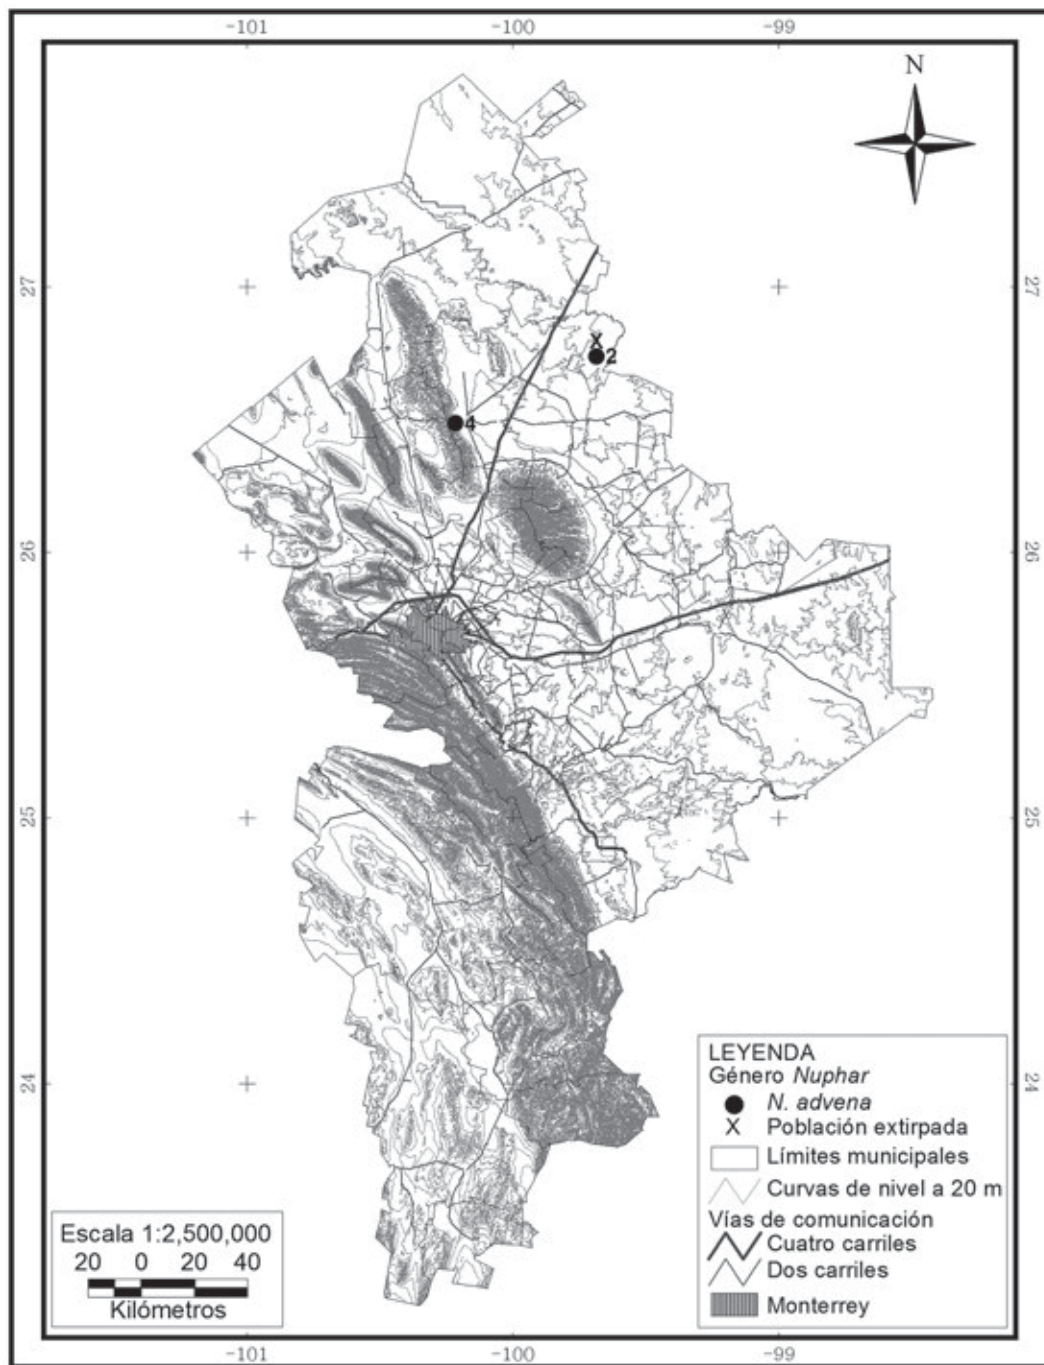 -101 -100 -99
N
27 27
X
2
4
26 26
25 25
24 24
LEYENDA
Género Nuphar
N. advena
X Población extirpada
Límites municipales
Curvas de nivel a 20 m
Vías de comunicación
Cuatro carriles
Dos carriles
Monterrey
Escala 1:2,500,000
20 0 20 40
Kilómetros
-101 -100 -99